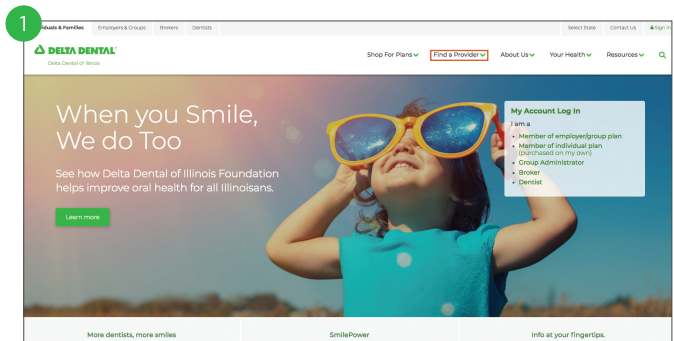 1
Individuals & Families Employers & Groups Brokers Dentists Select State Contact Us Sign in
DELTA DENTAL®
Delta Dental of Illinois
Shop For Plans Find a Provider About Us Your Health Resources
When you Smile,
We do Too
See how Delta Dental of Illinois Foundation
helps improve oral health for all Illinoisans.
Learn more
My Account Log In
I am a
Member of employer/group plan
Member of individual plan
(purchased on my own)
Group Administrator
Broker
Dentist
More dentists, more smiles SmilePower Info at your fingertips.